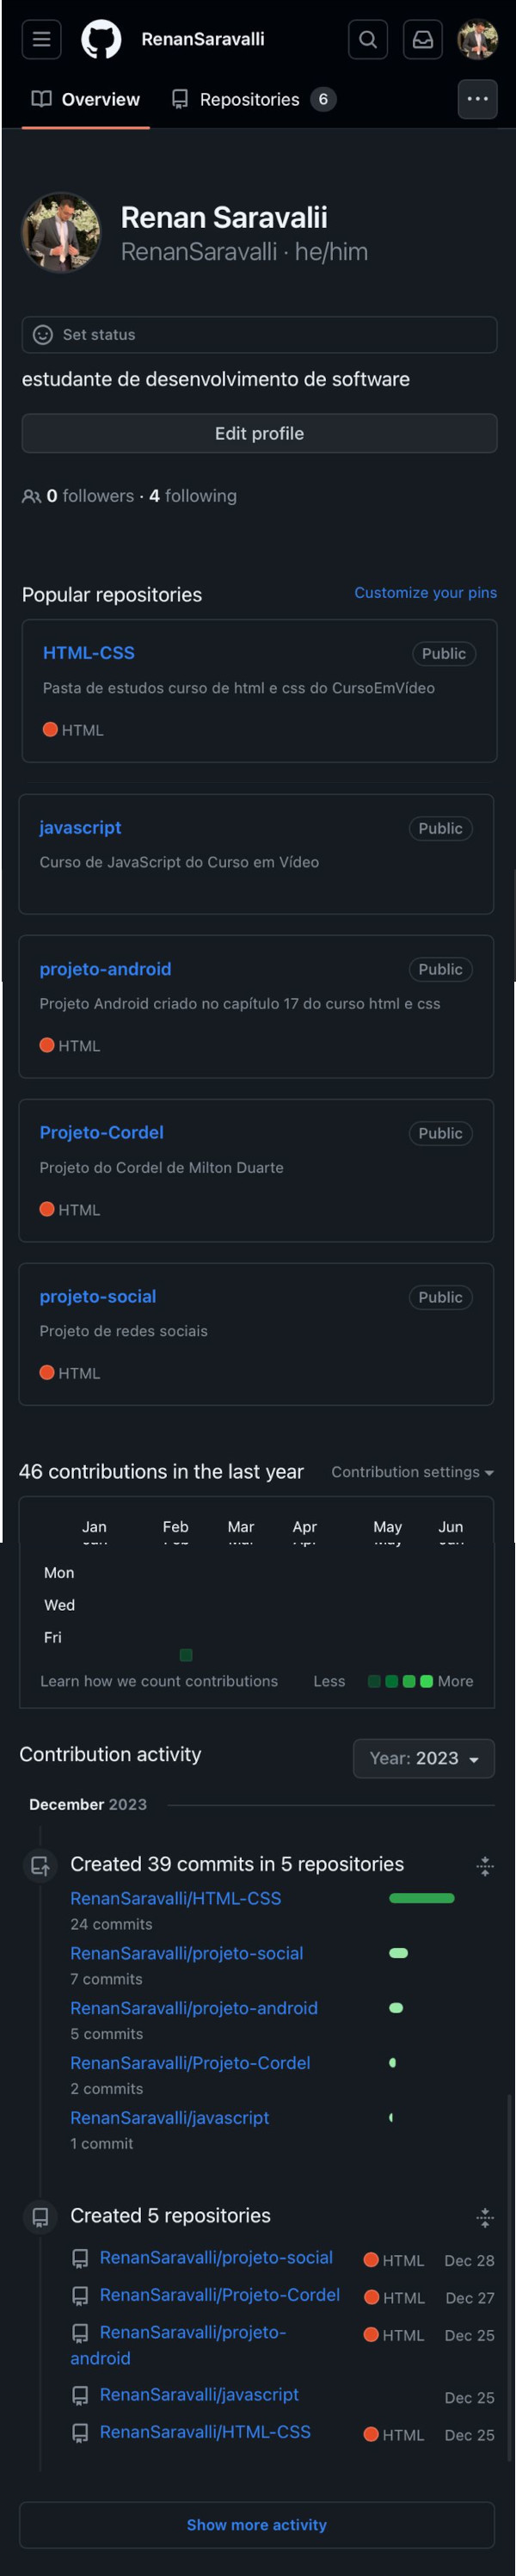 RenanSaravalli
Overview
Repositories 6
Renan Saravalii
RenanSaravalli · he/him
Set status
estudante de desenvolvimento de software
Edit profile
0 followers · 4 following
Popular repositories
Customize your pins
HTML-CSS
Public
Pasta de estudos curso de html e css do CursoEmVídeo
HTML
javascript
Public
Curso de JavaScript do Curso em Vídeo
projeto-android
Public
Projeto Android criado no capítulo 17 do curso html e css
HTML
Projeto-Cordel
Public
Projeto do Cordel de Milton Duarte
HTML
projeto-social
Public
Projeto de redes sociais
HTML
46 contributions in the last year
Contribution settings
Jan Feb Mar Apr May Jun
Mon
Wed
Fri
Learn how we count contributions
Less
More
Contribution activity
Year: 2023
December 2023
Created 39 commits in 5 repositories
RenanSaravalli/HTML-CSS
24 commits
RenanSaravalli/projeto-social
7 commits
RenanSaravalli/projeto-android
5 commits
RenanSaravalli/Projeto-Cordel
2 commits
RenanSaravalli/javascript
1 commit
Created 5 repositories
RenanSaravalli/projeto-social HTML Dec 28
RenanSaravalli/Projeto-Cordel HTML Dec 27
RenanSaravalli/projeto- HTML Dec 25
android
RenanSaravalli/javascript Dec 25
RenanSaravalli/HTML-CSS HTML Dec 25
Show more activity